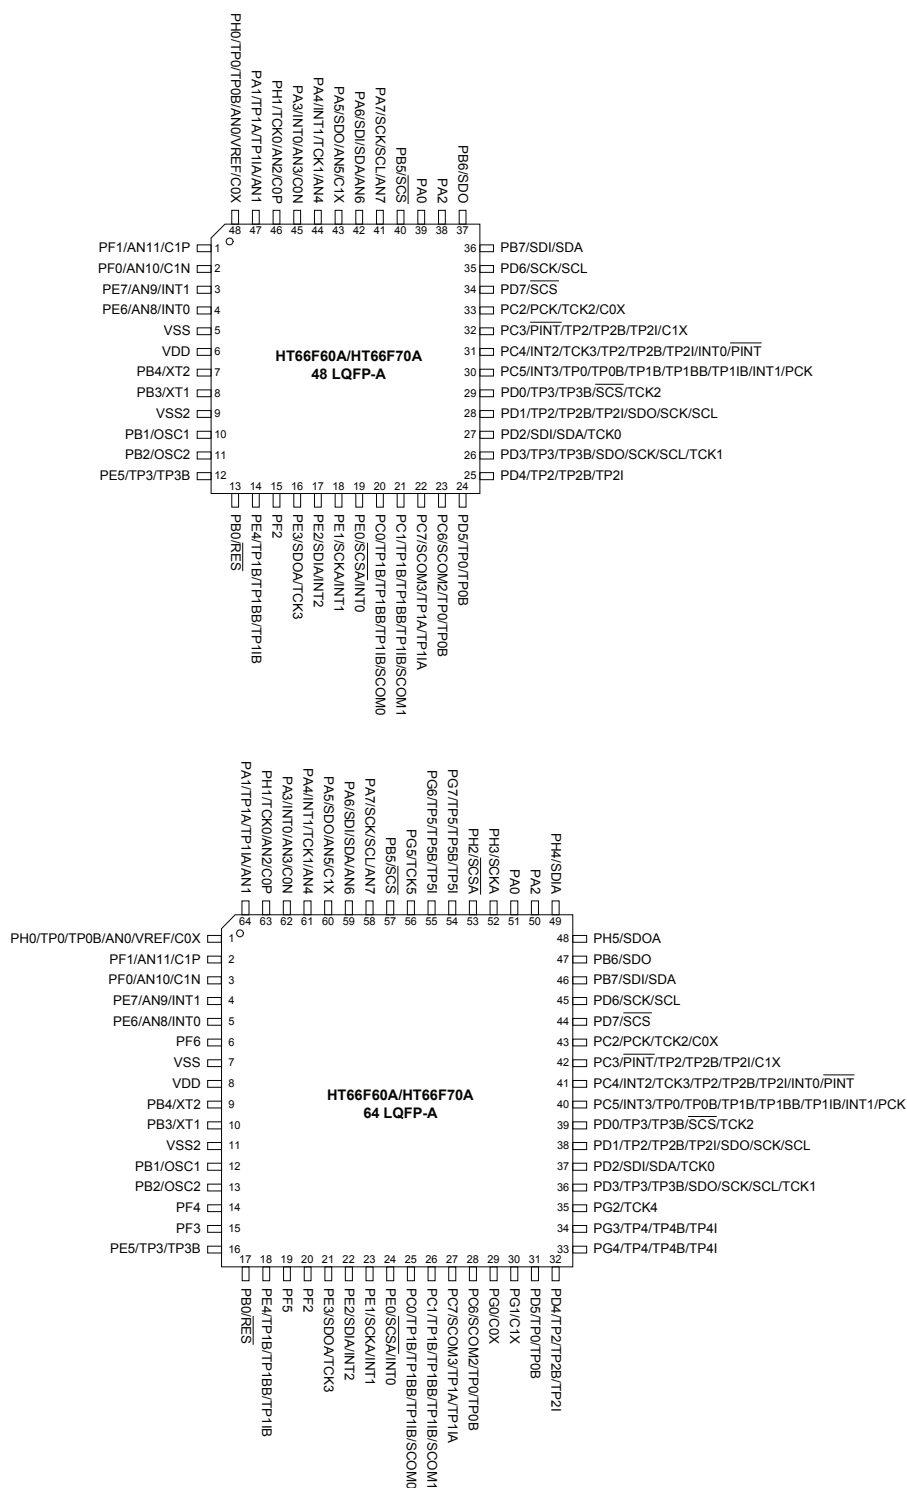 PH0/TP0/TP0B/AN0/VREF/C0X
PA1/TP1A/TP1IA/AN1
PH1/TCK0/AN2/C0P
PA3/INT0/AN3/C0N
PA4/INT1/TCK1/AN4
PA5/SDO/AN5/C1X
PA6/SDI/SDA/AN6
PA7/SCK/SCL/AN7
PB5/SCS
PA0
PA2
PB6/SDO
48 47 46 45 44 43 42 41 40 39 38 37
PF1/AN11/C1P 1
PF0/AN10/C1N 2
PE7/AN9/INT1 3
PE6/AN8/INT0 4
VSS 5
VDD 6
PB4/XT2 7
PB3/XT1 8
VSS2 9
PB1/OSC1 10
PB2/OSC2 11
PE5/TP3/TP3B 12
HT66F60A/HT66F70A
48 LQFP-A
36 PB7/SDI/SDA
35 PD6/SCK/SCL
34 PD7/SCS
33 PC2/PCK/TCK2/C0X
32 PC3/PINT/TP2/TP2B/TP2I/C1X
31 PC4/INT2/TCK3/TP2/TP2B/TP2I/INT0/PINT
30 PC5/INT3/TP0/TP0B/TP1B/TP1BB/TP1IB/INT1/PCK
29 PD0/TP3/TP3B/SCS/TCK2
28 PD1/TP2/TP2B/TP2I/SDO/SCK/SCL
27 PD2/SDI/SDA/TCK0
26 PD3/TP3/TP3B/SDO/SCK/SCL/TCK1
25 PD4/TP2/TP2B/TP2I
13 14 15 16 17 18 19 20 21 22 23 24
PB0/RES
PE4/TP1B/TP1BB/TP1IB
PF2
PE3/SDOA/TCK3
PE2/SDIA/INT2
PE1/SCKA/INT1
PE0/SCSA/INT0
PC0/TP1B/TP1BB/TP1IB/SCOM0
PC1/TP1B/TP1BB/TP1IB/SCOM1
PC7/SCOM3/TP1A/TP1IA
PC6/SCOM2/TP0/TP0B
PD5/TP0/TP0B
PA1/TP1A/TP1IA/AN1
PH1/TCK0/AN2/C0P
PA3/INT0/AN3/C0N
PA4/INT1/TCK1/AN4
PA5/SDO/AN5/C1X
PA6/SDI/SDA/AN6
PA7/SCK/SCL/AN7
PB5/SCS
PG5/TCK5
PG6/TP5/TP5B/TP5I
PG7/TP5/TP5B/TP5I
PH2/SCSA
PH3/SCKA
PA0
PA2
PH4/SDIA
64 63 62 61 60 59 58 57 56 55 54 53 52 51 50 49
PH0/TP0/TP0B/AN0/VREF/C0X 1
PF1/AN11/C1P 2
PF0/AN10/C1N 3
PE7/AN9/INT1 4
PE6/AN8/INT0 5
PF6 6
VSS 7
VDD 8
PB4/XT2 9
PB3/XT1 10
VSS2 11
PB1/OSC1 12
PB2/OSC2 13
PF4 14
PF3 15
PE5/TP3/TP3B 16
HT66F60A/HT66F70A
64 LQFP-A
48 PH5/SDOA
47 PB6/SDO
46 PB7/SDI/SDA
45 PD6/SCK/SCL
44 PD7/SCS
43 PC2/PCK/TCK2/C0X
42 PC3/PINT/TP2/TP2B/TP2I/C1X
41 PC4/INT2/TCK3/TP2/TP2B/TP2I/INT0/PINT
40 PC5/INT3/TP0/TP0B/TP1B/TP1BB/TP1IB/INT1/PCK
39 PD0/TP3/TP3B/SCS/TCK2
38 PD1/TP2/TP2B/TP2I/SDO/SCK/SCL
37 PD2/SDI/SDA/TCK0
36 PD3/TP3/TP3B/SDO/SCK/SCL/TCK1
35 PG2/TCK4
34 PG3/TP4/TP4B/TP4I
33 PG4/TP4/TP4B/TP4I
17 18 19 20 21 22 23 24 25 26 27 28 29 30 31 32
PB0/RES
PE4/TP1B/TP1BB/TP1IB
PF5
PF2
PE3/SDOA/TCK3
PE2/SDIA/INT2
PE1/SCKA/INT1
PE0/SCSA/INT0
PC0/TP1B/TP1BB/TP1IB/SCOM0
PC1/TP1B/TP1BB/TP1IB/SCOM1
PC7/SCOM3/TP1A/TP1IA
PC6/SCOM2/TP0/TP0B
PG0/C0X
PG1/C1X
PD5/TP0/TP0B
PD4/TP2/TP2B/TP2I